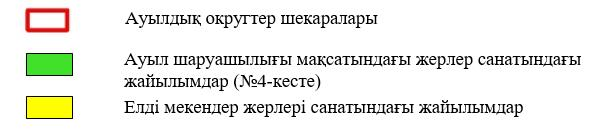 Ауылдық округтер шекаралары
Ауыл шаруашылығы мақсатындағы жерлер санатындағы
жайылымдар (№4-кесте)
Елді мекендер жерлері санатындағы жайылымдар